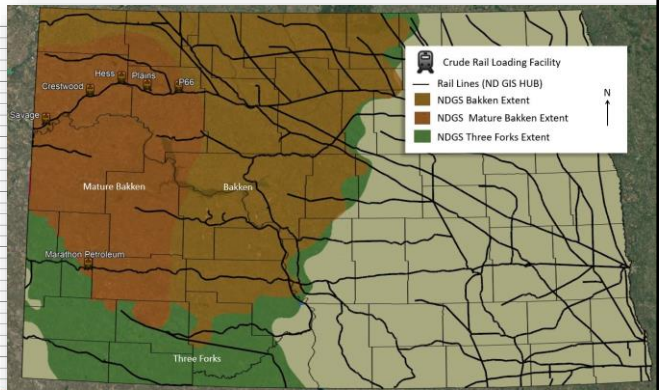 Crude Rail Loading Facility
Rail Lines (ND GIS HUB)
NDGS Bakken Extent
NDGS Mature Bakken Extent
NDGS Three Forks Extent
N
Hess
Plains
P66
Crestwood
Savage
Mature Bakken
Bakken
Marathon Petroleum
Three Forks